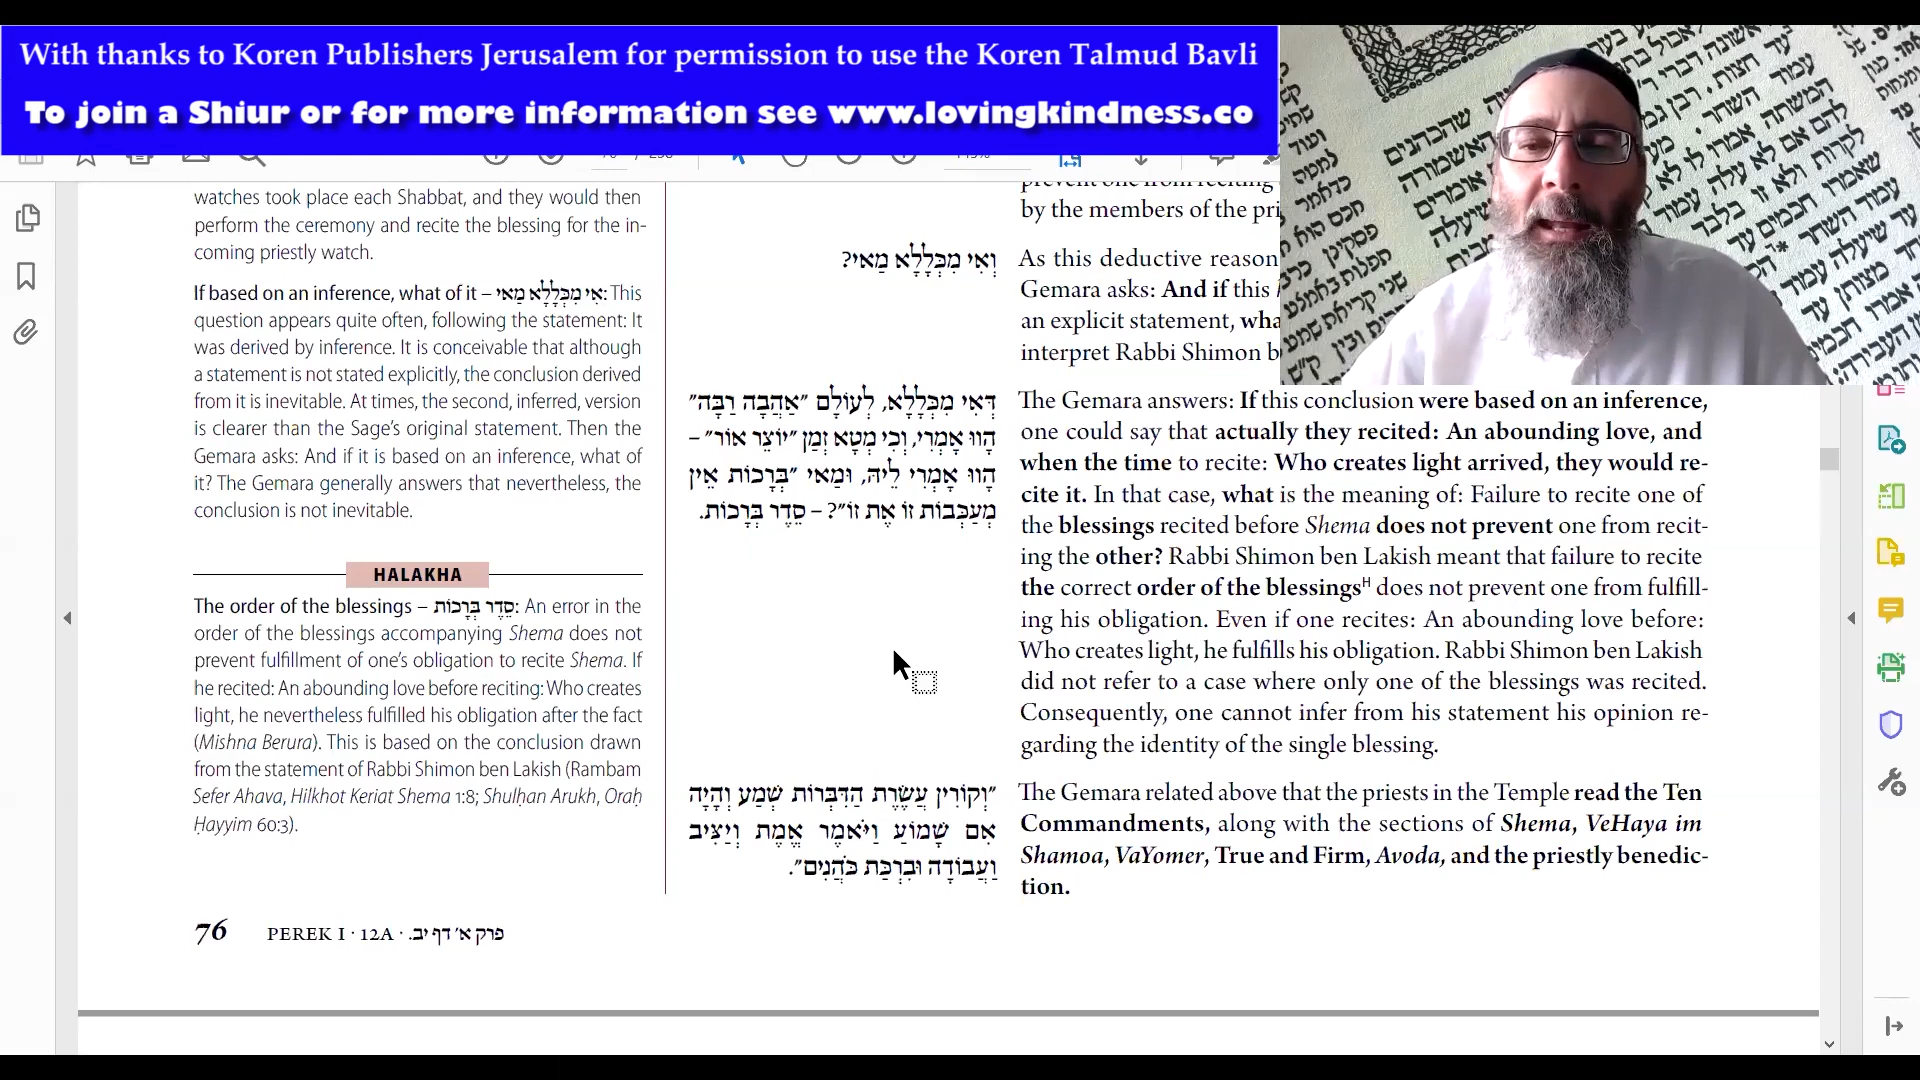 With thanks to Koren Publishers Jerusalem for permission to use the Koren Talmud Bavli
To join a Shiur or for more information see www.lovingkindness.co
watches took place each Shabbat, and they would then
perform the ceremony and recite the blessing for the in-
coming priestly watch.
If based on an inference, what of it – אִי מִכְּלָלָא מַאי: This
question appears quite often, following the statement: It
was derived by inference. It is conceivable that although
a statement is not stated explicitly, the conclusion derived
from it is inevitable. At times, the second, inferred, version
is clearer than the Sage's original statement. Then the
Gemara asks: And if it is based on an inference, what of
it? The Gemara generally answers that nevertheless, the
conclusion is not inevitable.
HALAKHA
The order of the blessings – סֵדֶר בְּרָכוֹת: An error in the
order of the blessings accompanying Shema does not
prevent fulfillment of one's obligation to recite Shema. If
he recited: An abounding love before reciting: Who creates
light, he nevertheless fulfilled his obligation after the fact
(Mishna Berura). This is based on the conclusion drawn
from the statement of Rabbi Shimon ben Lakish (Rambam
Sefer Ahava, Hilkhot Keriat Shema 1:8; Shulḥan Arukh, Oraḥ
Ḥayyim 60:3).
וְאִי מִכְּלָלָא מַאי?
דְּאִי מִכְּלָלָא, לְעוֹלָם "אַהֲבָה רַבָּה"
הָווּ אָמְרִי, וְכִי מְטָא זְמַן "יוֹצֵר אוֹר" –
הָווּ אָמְרִי לֵיהּ, וּמַאי "בְּרָכוֹת אֵין
מְעַכְּבוֹת זוֹ אֶת זוֹ"? – סֵדֶר בְּרָכוֹת.
"וְקוֹרִין עֲשֶׂרֶת הַדִּבְּרוֹת שְׁמַע וְהָיָה
אִם שָׁמוֹעַ וַיֹּאמֶר אֱמֶת וְיַצִּיב
וַעֲבוֹדָה וּבִרְכַּת כֹּהֲנִים".
prevent one from reciting
by the members of the pri
As this deductive reason
Gemara asks: And if this
an explicit statement, wha
interpret Rabbi Shimon b
The Gemara answers: If this conclusion were based on an inference,
one could say that actually they recited: An abounding love, and
when the time to recite: Who creates light arrived, they would re-
cite it. In that case, what is the meaning of: Failure to recite one of
the blessings recited before Shema does not prevent one from recit-
ing the other? Rabbi Shimon ben Lakish meant that failure to recite
the correct order of the blessingsᴴ does not prevent one from fulfill-
ing his obligation. Even if one recites: An abounding love before:
Who creates light, he fulfills his obligation. Rabbi Shimon ben Lakish
did not refer to a case where only one of the blessings was recited.
Consequently, one cannot infer from his statement his opinion re-
garding the identity of the single blessing.
The Gemara related above that the priests in the Temple read the Ten
Commandments, along with the sections of Shema, VeHaya im
Shamoa, VaYomer, True and Firm, Avoda, and the priestly benedic-
tion.
76 PEREK I · 12A · פרק א׳ דף יב.